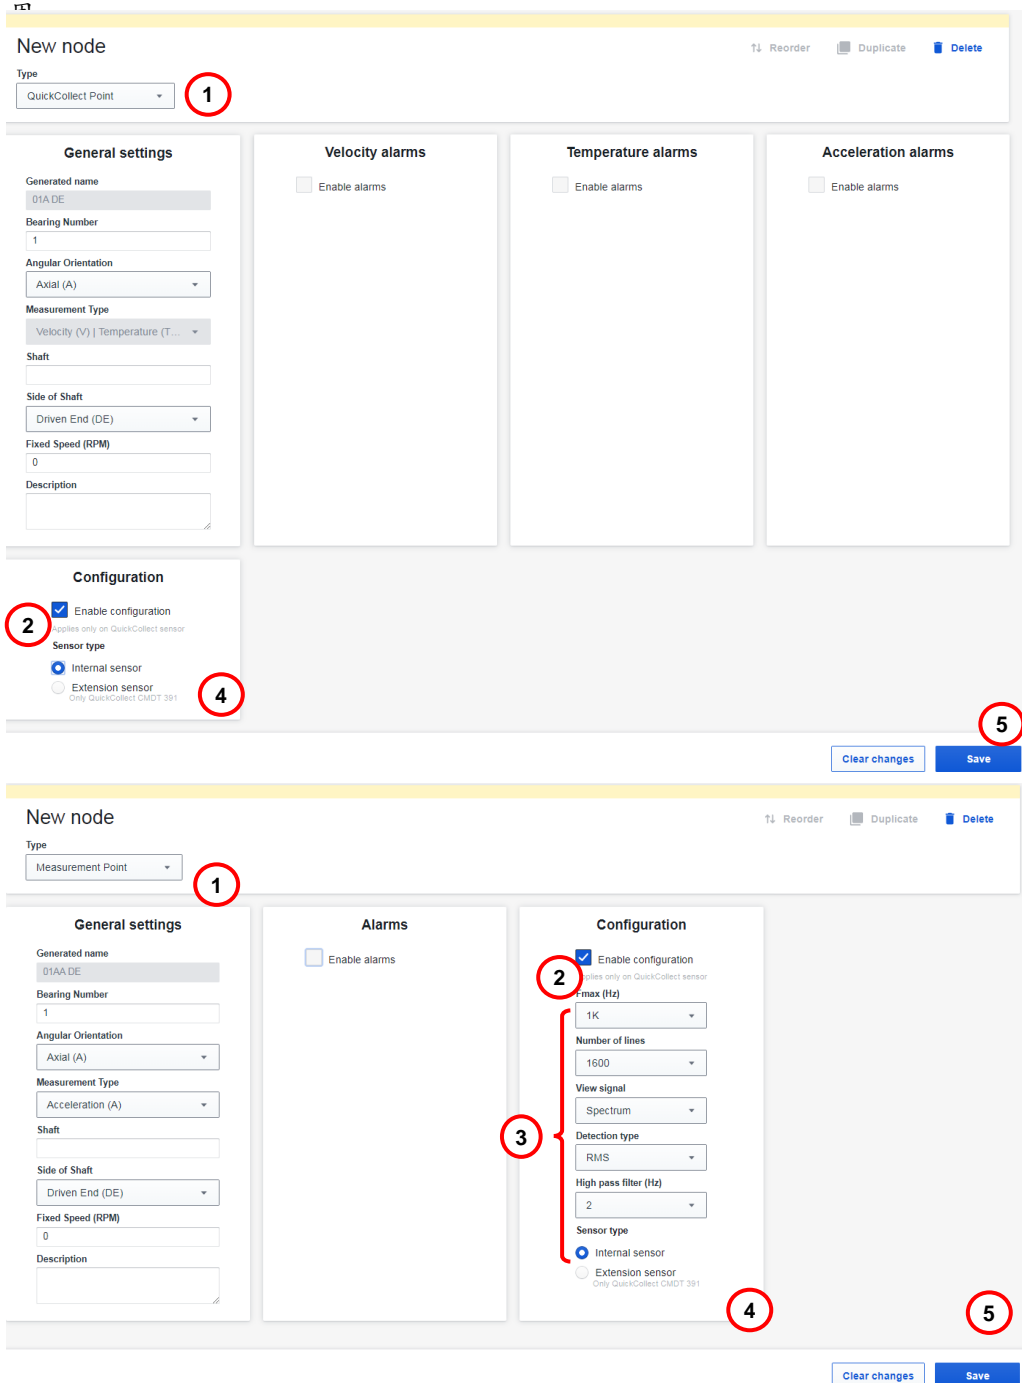 New node
Reorder Duplicate Delete
Type
QuickCollect Point
1
General settings
Velocity alarms
Temperature alarms
Acceleration alarms
Generated name
01A DE
Enable alarms
Enable alarms
Enable alarms
Bearing Number
1
Angular Orientation
Axial (A)
Measurement Type
Velocity (V) | Temperature (T...
Shaft
Side of Shaft
Driven End (DE)
Fixed Speed (RPM)
0
Description
Configuration
Enable configuration
2
Applies only on QuickCollect sensor
Sensor type
Internal sensor
Extension sensor
Only QuickCollect CMDT 391
4
5
Clear changes Save
New node
Reorder Duplicate Delete
Type
Measurement Point
1
General settings
Generated name
01AA DE
Bearing Number
1
Angular Orientation
Axial (A)
Measurement Type
Acceleration (A)
Shaft
Side of Shaft
Driven End (DE)
Fixed Speed (RPM)
0
Description
Alarms
Enable alarms
Configuration
Enable configuration
2
plies only on QuickCollect sensor
Fmax (Hz)
1K
Number of lines
1600
View signal
Spectrum
3
Detection type
RMS
High pass filter (Hz)
2
Sensor type
Internal sensor
Extension sensor
Only QuickCollect CMDT 391
4
5
Clear changes Save